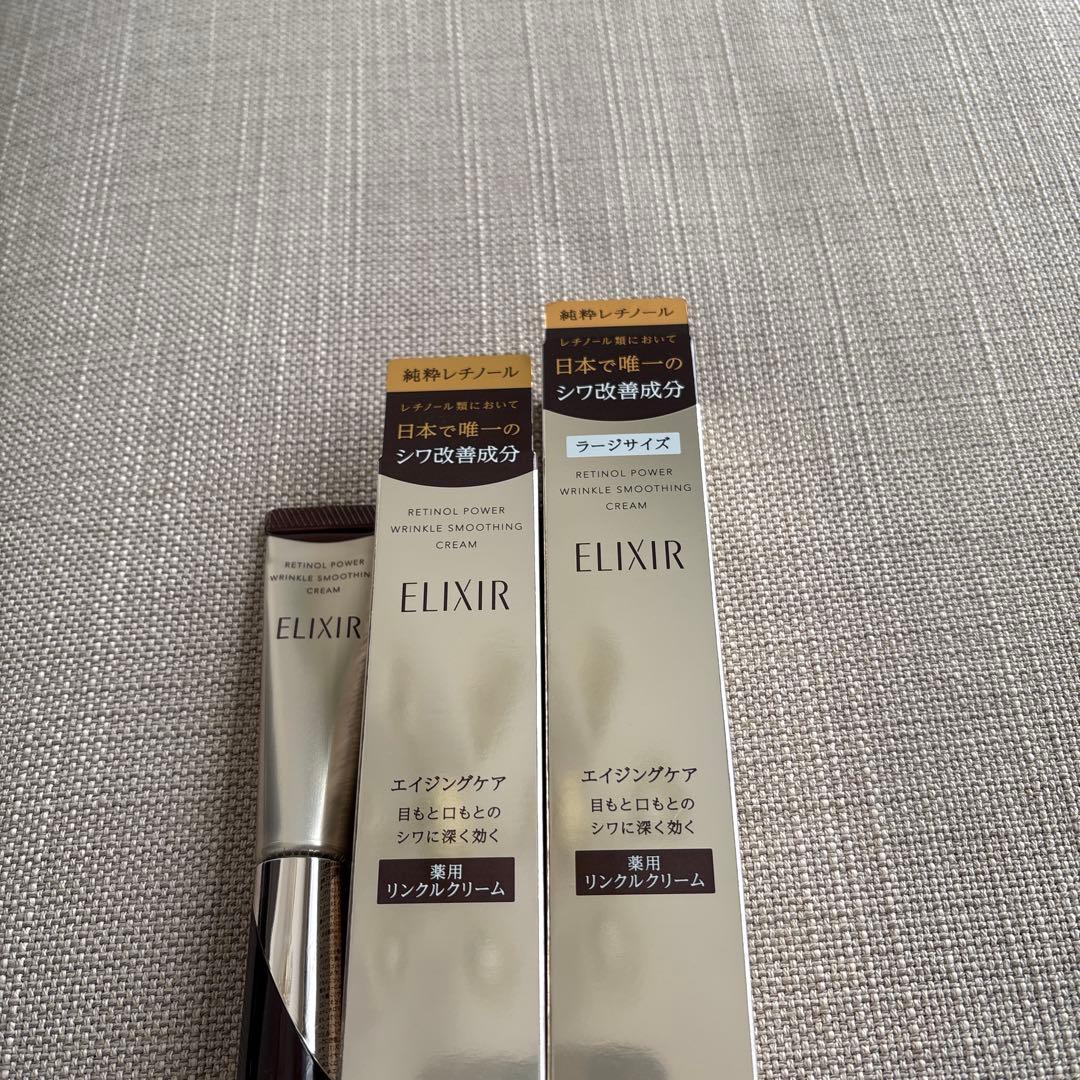 RETINOL POWER
WRINKLE SMOOTHIN
CREAM
ELIXIR
純粋レチノール
レチノール類において
日本で唯一の
シワ改善成分
RETINOL POWER
WRINKLE SMOOTHING
CREAM
ELIXIR
エイジングケア
目もと口もとの
シワに深く効く
薬用
リンクルクリーム
純粋レチノール
レチノール類において
日本で唯一の
シワ改善成分
ラージサイズ
RETINOL POWER
WRINKLE SMOOTHING
CREAM
ELIXIR
エイジングケア
目もと口もとの
シワに深く効く
薬用
リンクルクリーム